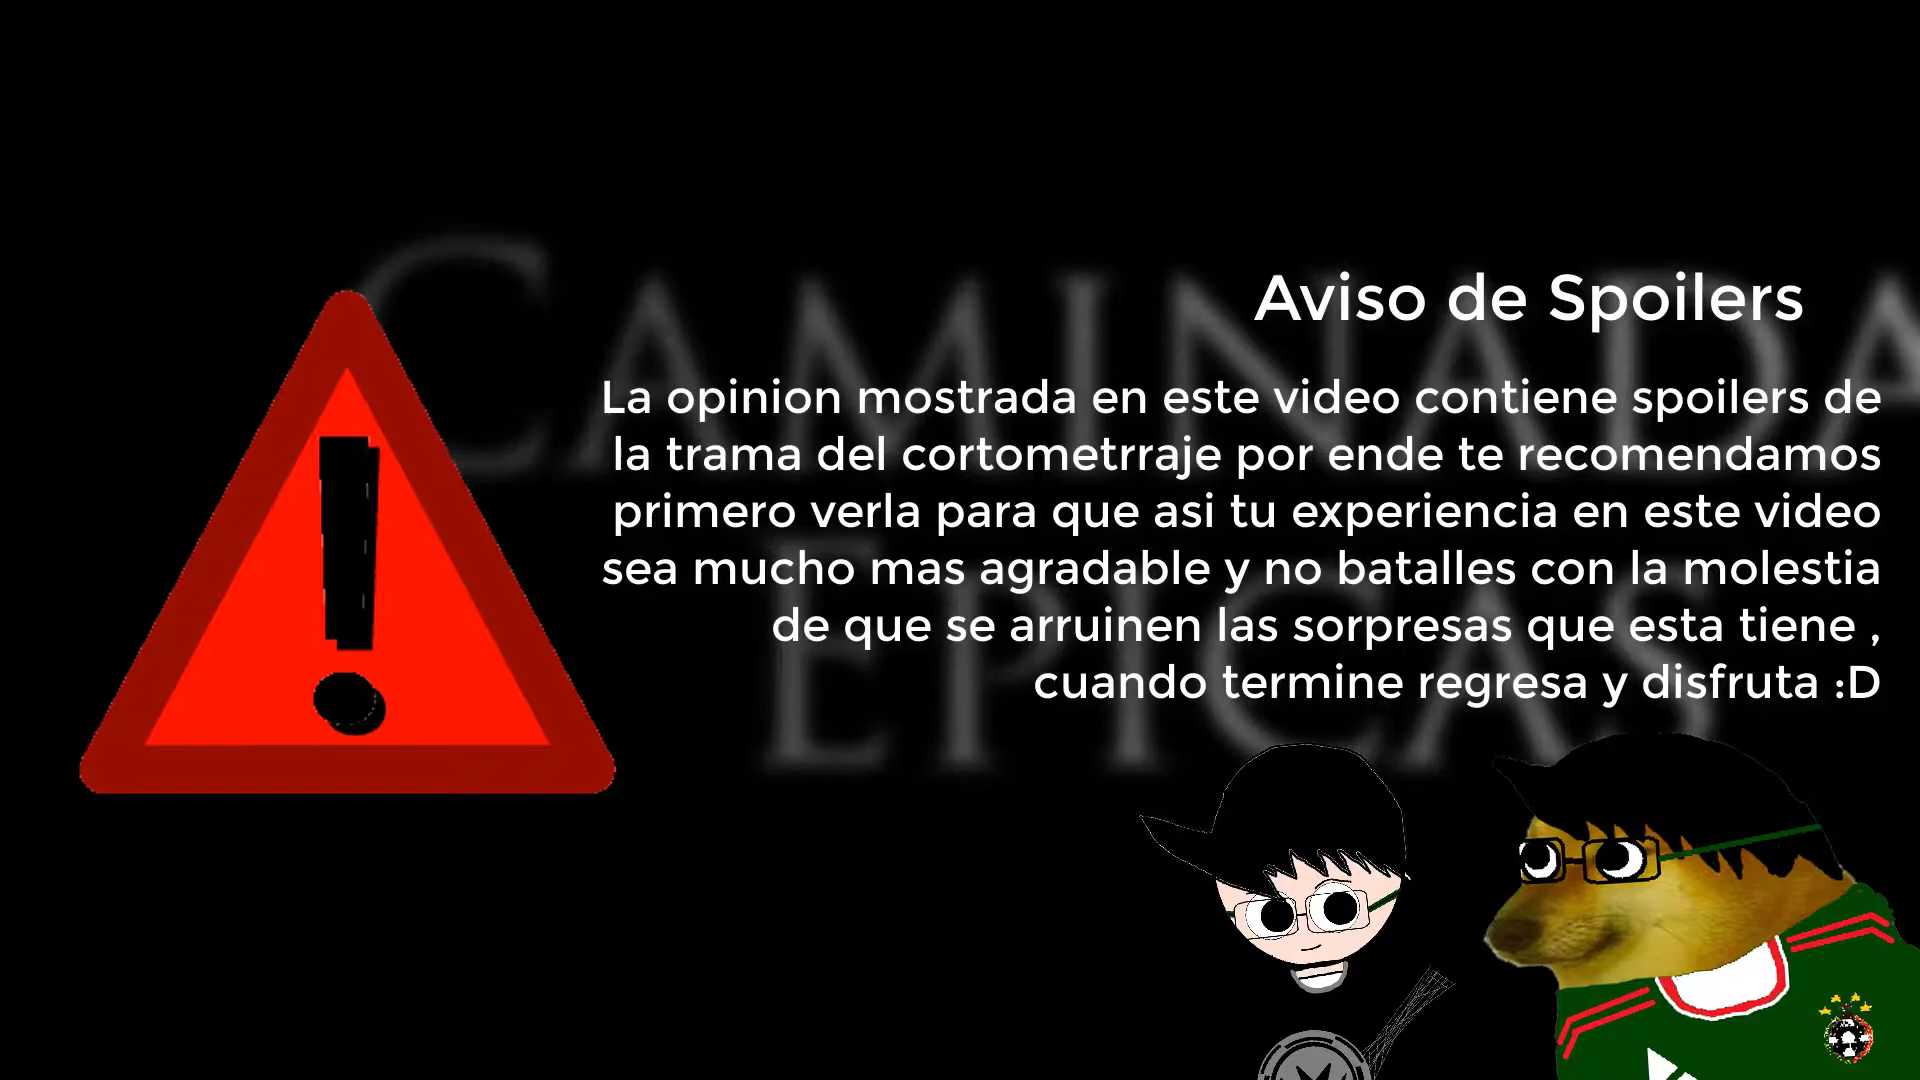 CAMINADA
EPICAS
Aviso de Spoilers
La opinion mostrada en este video contiene spoilers de
la trama del cortometrraje por ende te recomendamos
primero verla para que asi tu experiencia en este video
sea mucho mas agradable y no batalles con la molestia
de que se arruinen las sorpresas que esta tiene ,
cuando termine regresa y disfruta :D